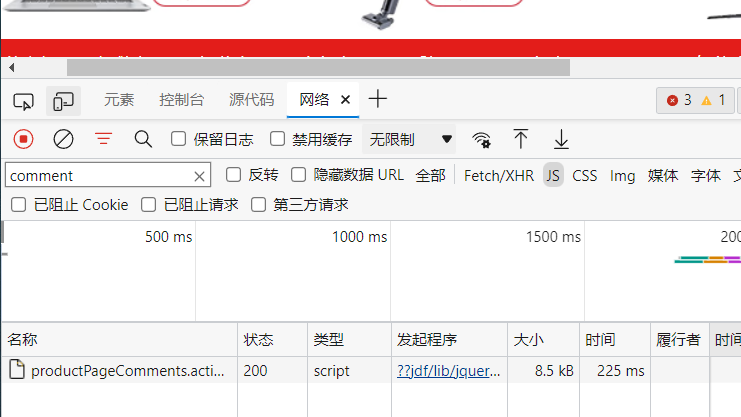 元素 控制台 源代码 网络 3 1
保留日志 禁用缓存 无限制
comment 反转 隐藏数据 URL 全部 Fetch/XHR JS CSS Img 媒体 字体
已阻止 Cookie 已阻止请求 第三方请求
500 ms 1000 ms 1500 ms 200
名称 状态 类型 发起程序 大小 时间 履行者 时间
productPageComments.acti... 200 script ??jdf/lib/jquer... 8.5 kB 225 ms